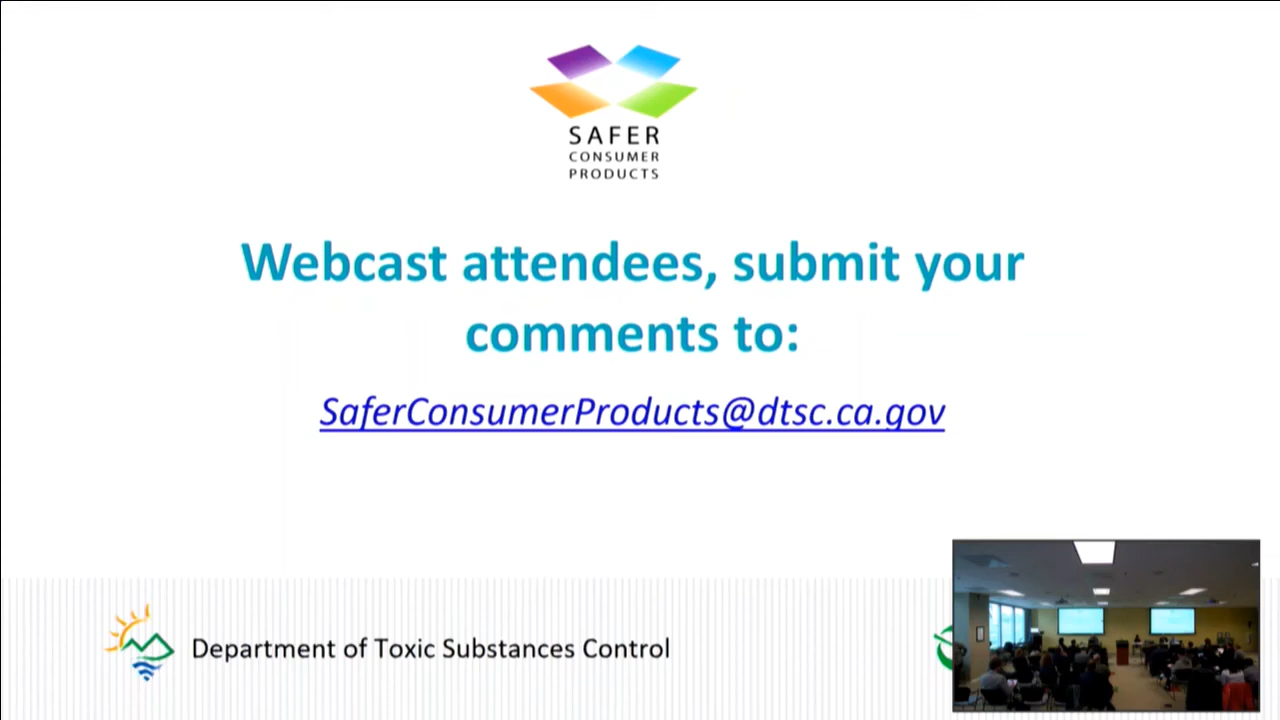 SAFER
CONSUMER
PRODUCTS
Webcast attendees, submit your
comments to:
SaferConsumerProducts@dtsc.ca.gov
Department of Toxic Substances Control